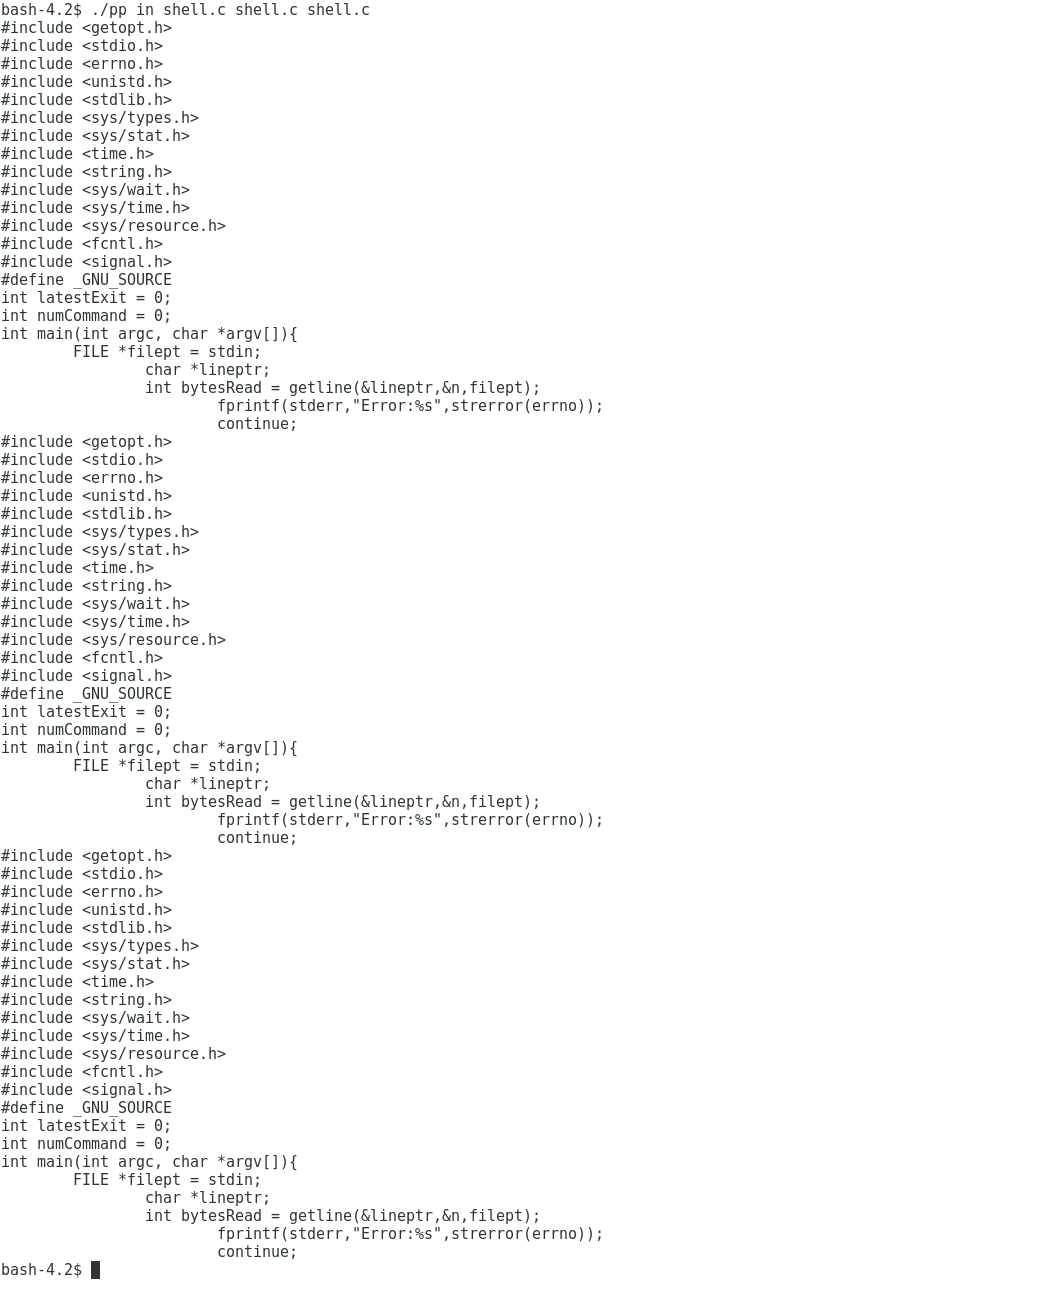 bash-4.2$ ./pp in shell.c shell.c shell.c
#include <getopt.h>
#include <stdio.h>
#include <errno.h>
#include <unistd.h>
#include <stdlib.h>
#include <sys/types.h>
#include <sys/stat.h>
#include <time.h>
#include <string.h>
#include <sys/wait.h>
#include <sys/time.h>
#include <sys/resource.h>
#include <fcntl.h>
#include <signal.h>
#define _GNU_SOURCE
int latestExit = 0;
int numCommand = 0;
int main(int argc, char *argv[]){
        FILE *filept = stdin;
                char *lineptr;
                int bytesRead = getline(&lineptr,&n,filept);
                        fprintf(stderr,"Error:%s",strerror(errno));
                        continue;
#include <getopt.h>
#include <stdio.h>
#include <errno.h>
#include <unistd.h>
#include <stdlib.h>
#include <sys/types.h>
#include <sys/stat.h>
#include <time.h>
#include <string.h>
#include <sys/wait.h>
#include <sys/time.h>
#include <sys/resource.h>
#include <fcntl.h>
#include <signal.h>
#define _GNU_SOURCE
int latestExit = 0;
int numCommand = 0;
int main(int argc, char *argv[]){
        FILE *filept = stdin;
                char *lineptr;
                int bytesRead = getline(&lineptr,&n,filept);
                        fprintf(stderr,"Error:%s",strerror(errno));
                        continue;
#include <getopt.h>
#include <stdio.h>
#include <errno.h>
#include <unistd.h>
#include <stdlib.h>
#include <sys/types.h>
#include <sys/stat.h>
#include <time.h>
#include <string.h>
#include <sys/wait.h>
#include <sys/time.h>
#include <sys/resource.h>
#include <fcntl.h>
#include <signal.h>
#define _GNU_SOURCE
int latestExit = 0;
int numCommand = 0;
int main(int argc, char *argv[]){
        FILE *filept = stdin;
                char *lineptr;
                int bytesRead = getline(&lineptr,&n,filept);
                        fprintf(stderr,"Error:%s",strerror(errno));
                        continue;
bash-4.2$